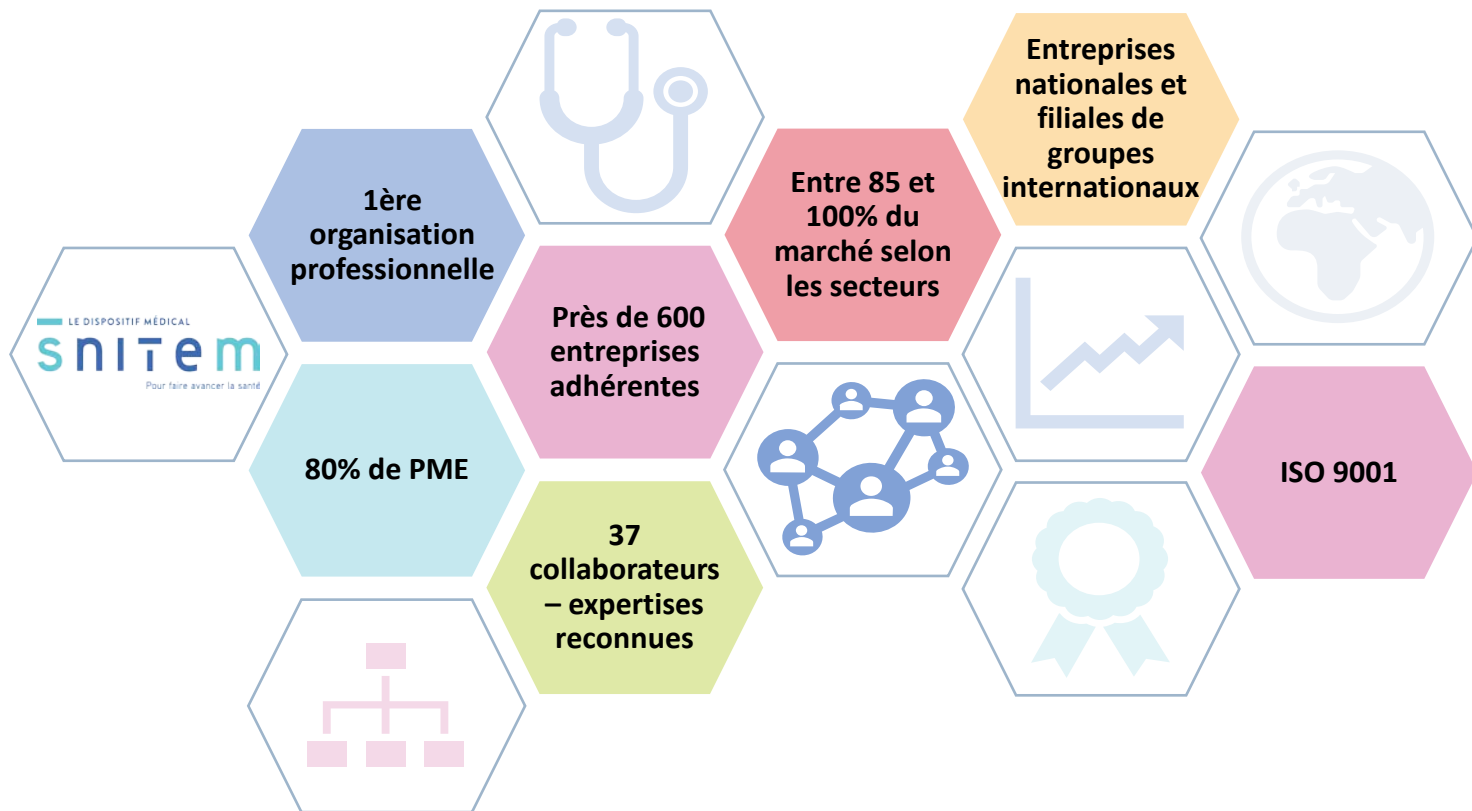 LE DISPOSITIF MÉDICAL
snitem
Pour faire avancer la santé
1ère
organisation
professionnelle
80% de PME
Près de 600
entreprises
adhérentes
37
collaborateurs
– expertises
reconnues
Entre 85 et
100% du
marché selon
les secteurs
Entreprises
nationales et
filiales de
groupes
internationaux
ISO 9001